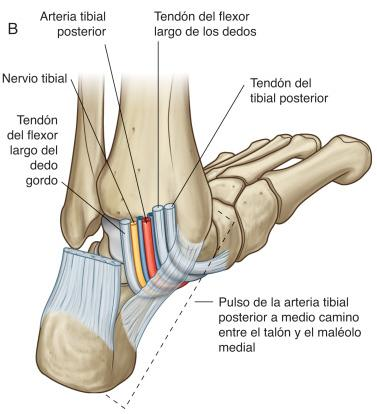 B
Arteria tibial
posterior
Tendón del flexor
largo de los dedos
Nervio tibial
Tendón del
tibial posterior
Tendón
del flexor
largo del
dedo
gordo
Pulso de la arteria tibial
posterior a medio camino
entre el talón y el maléolo
medial